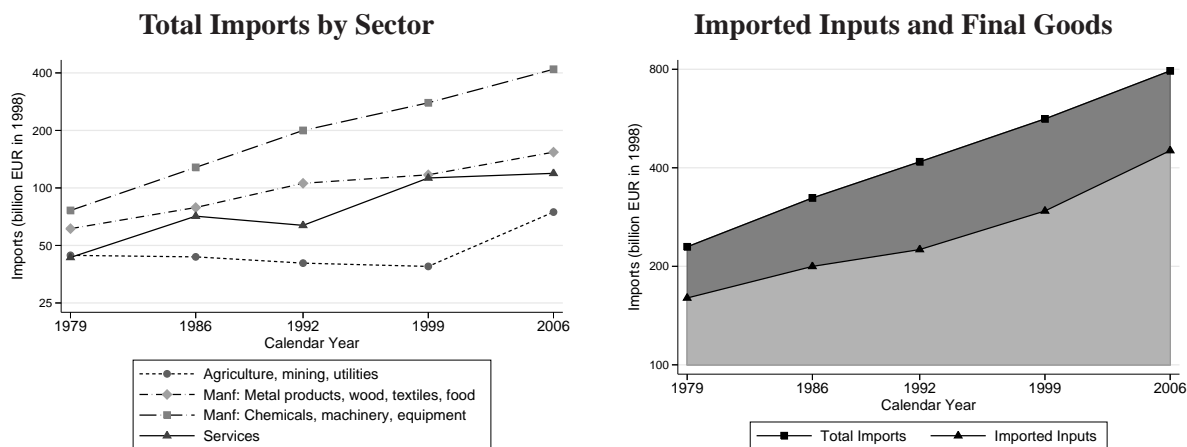 Total Imports by Sector
400
200
100
50
25
Imports (billion EUR in 1998)
1979 1986 1992 1999 2006
Calendar Year
Agriculture, mining, utilities
Manf: Metal products, wood, textiles, food
Manf: Chemicals, machinery, equipment
Services
Imported Inputs and Final Goods
800
400
200
100
Imports (billion EUR in 1998)
1979 1986 1992 1999 2006
Calendar Year
Total Imports Imported Inputs